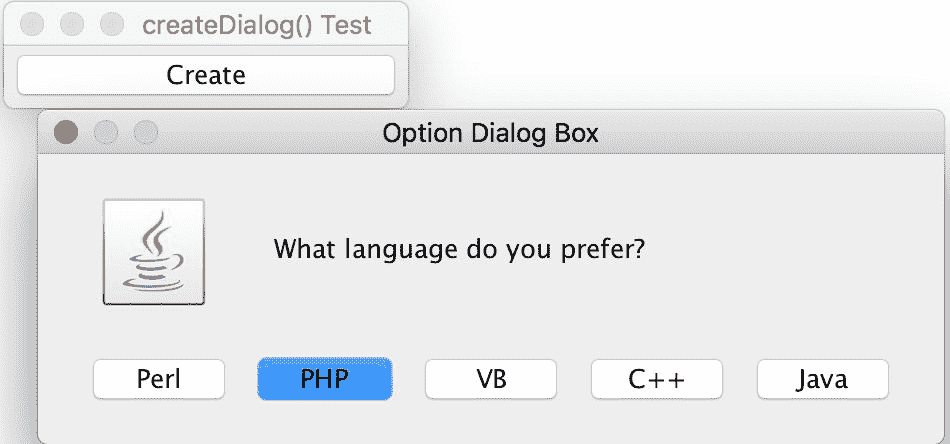 createDialog() Test
Create
Option Dialog Box
What language do you prefer?
Perl PHP VB C++ Java